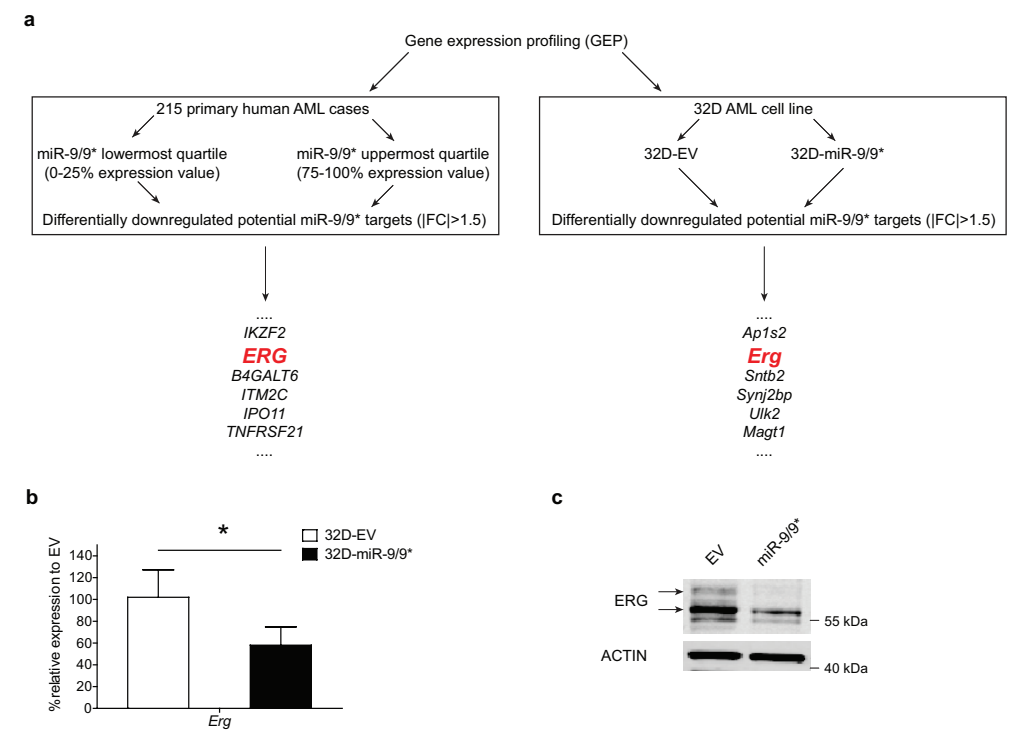 a
Gene expression profiling (GEP)
215 primary human AML cases
miR-9/9* lowermost quartile
(0-25% expression value)
miR-9/9* uppermost quartile
(75-100% expression value)
Differentially downregulated potential miR-9/9* targets (|FC|>1.5)
32D AML cell line
32D-EV
32D-miR-9/9*
Differentially downregulated potential miR-9/9* targets (|FC|>1.5)
....
IKZF2
ERG
B4GALT6
ITM2C
IPO11
TNFRSF21
....
....
Ap1s2
Erg
Sntb2
Synj2bp
Ulk2
Magt1
....
b
% relative expression to EV
140
120
100
80
60
40
20
0
*
32D-EV
32D-miR-9/9*
Erg
c
EV
miR-9/9*
ERG
55 kDa
ACTIN
40 kDa